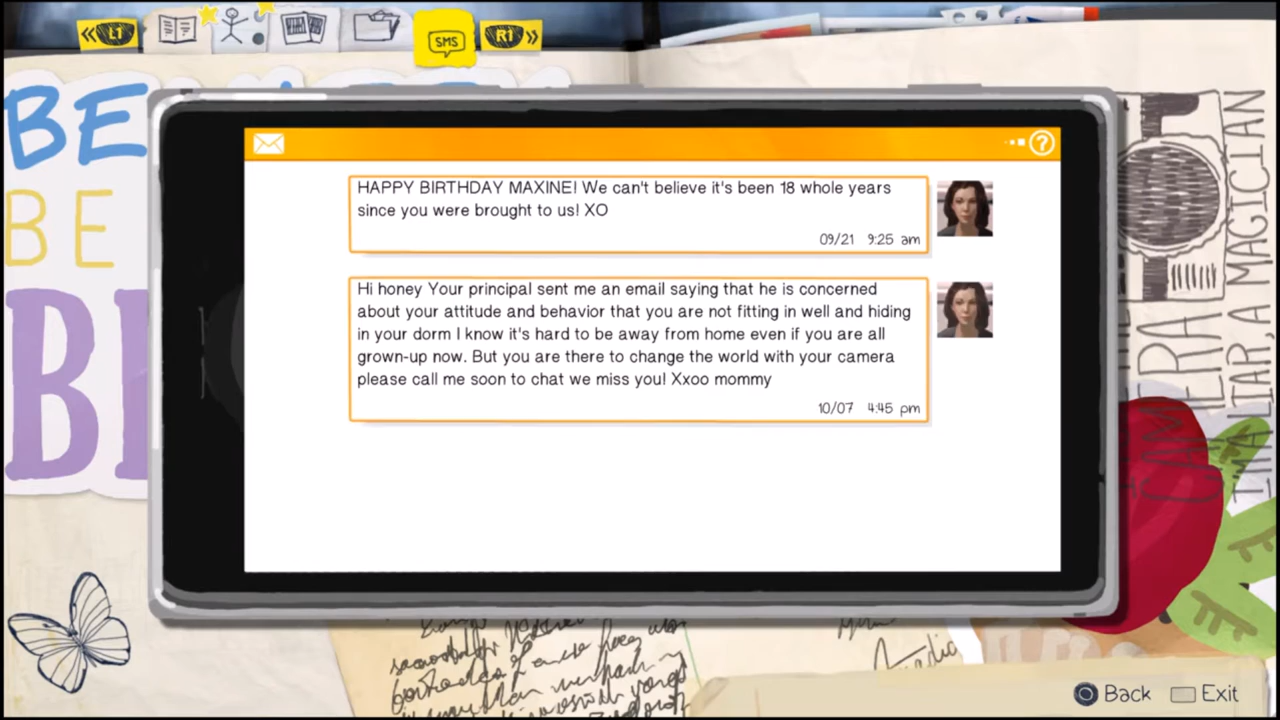 L1
SMS
R1
BE
BE
HAPPY BIRTHDAY MAXINE! We can't believe it's been 18 whole years
since you were brought to us! XO
09/21 9:25 am
Hi honey Your principal sent me an email saying that he is concerned
about your attitude and behavior that you are not fitting in well and hiding
in your dorm I know it's hard to be away from home even if you are all
grown-up now. But you are there to change the world with your camera
please call me soon to chat we miss you! Xxoo mommy
10/07 4:45 pm
CAMERA
I'M A LIAR, A MAGICIAN
Back
Exit